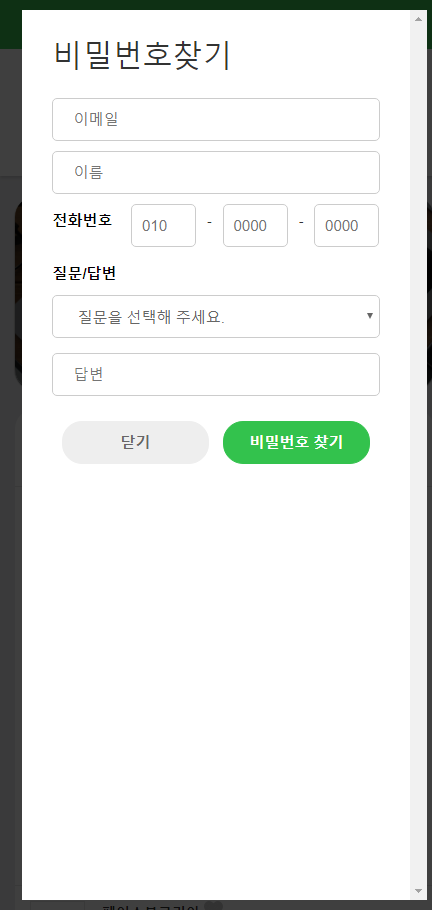 비밀번호찾기
이메일
이름
전화번호 010 - 0000 - 0000
질문/답변
질문을 선택해 주세요.
답변
닫기 비밀번호 찾기